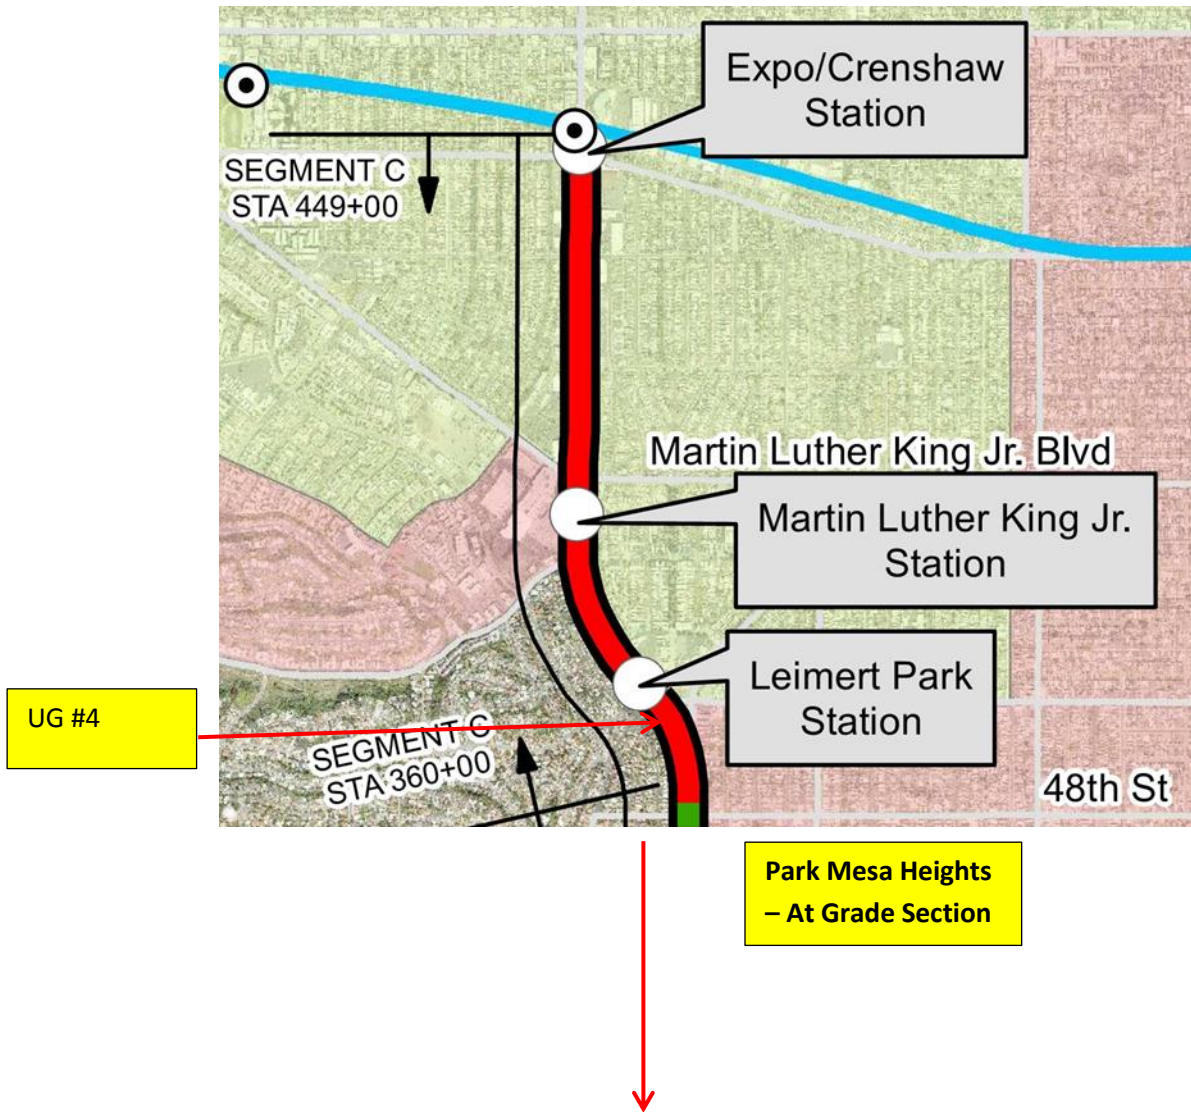 Expo/Crenshaw
Station
SEGMENT C
STA 449+00
Martin Luther King Jr. Blvd
Martin Luther King Jr.
Station
Leimert Park
Station
UG #4
SEGMENT C
STA 360+00
48th St
Park Mesa Heights
– At Grade Section